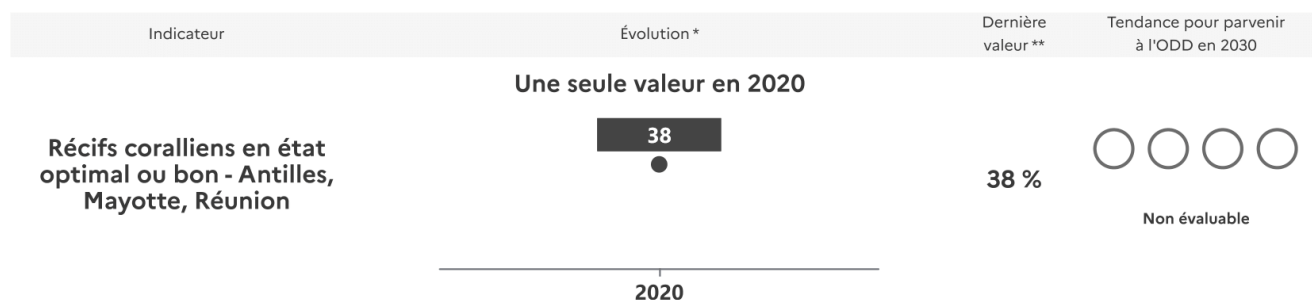 Indicateur
Évolution *
Dernière
valeur **
Tendance pour parvenir
à l'ODD en 2030
Récifs coralliens en état
optimal ou bon - Antilles,
Mayotte, Réunion
Une seule valeur en 2020
38
2020
38 %
Non évaluable